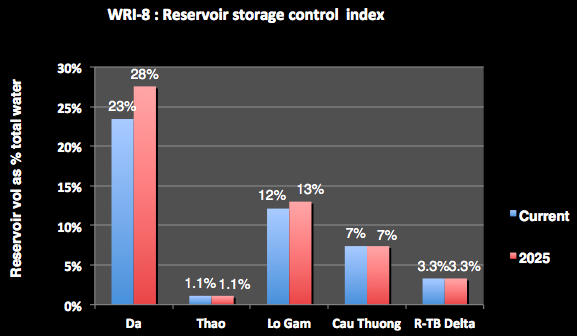 WRI-8 : Reservoir storage control index
Reservoir vol as % total water
30%
25%
20%
15%
10%
5%
0%
23%
28%
1.1%
1.1%
12%
13%
7%
7%
3.3%
3.3%
Da
Thao
Lo Gam
Cau Thuong
R-TB Delta
Current
2025